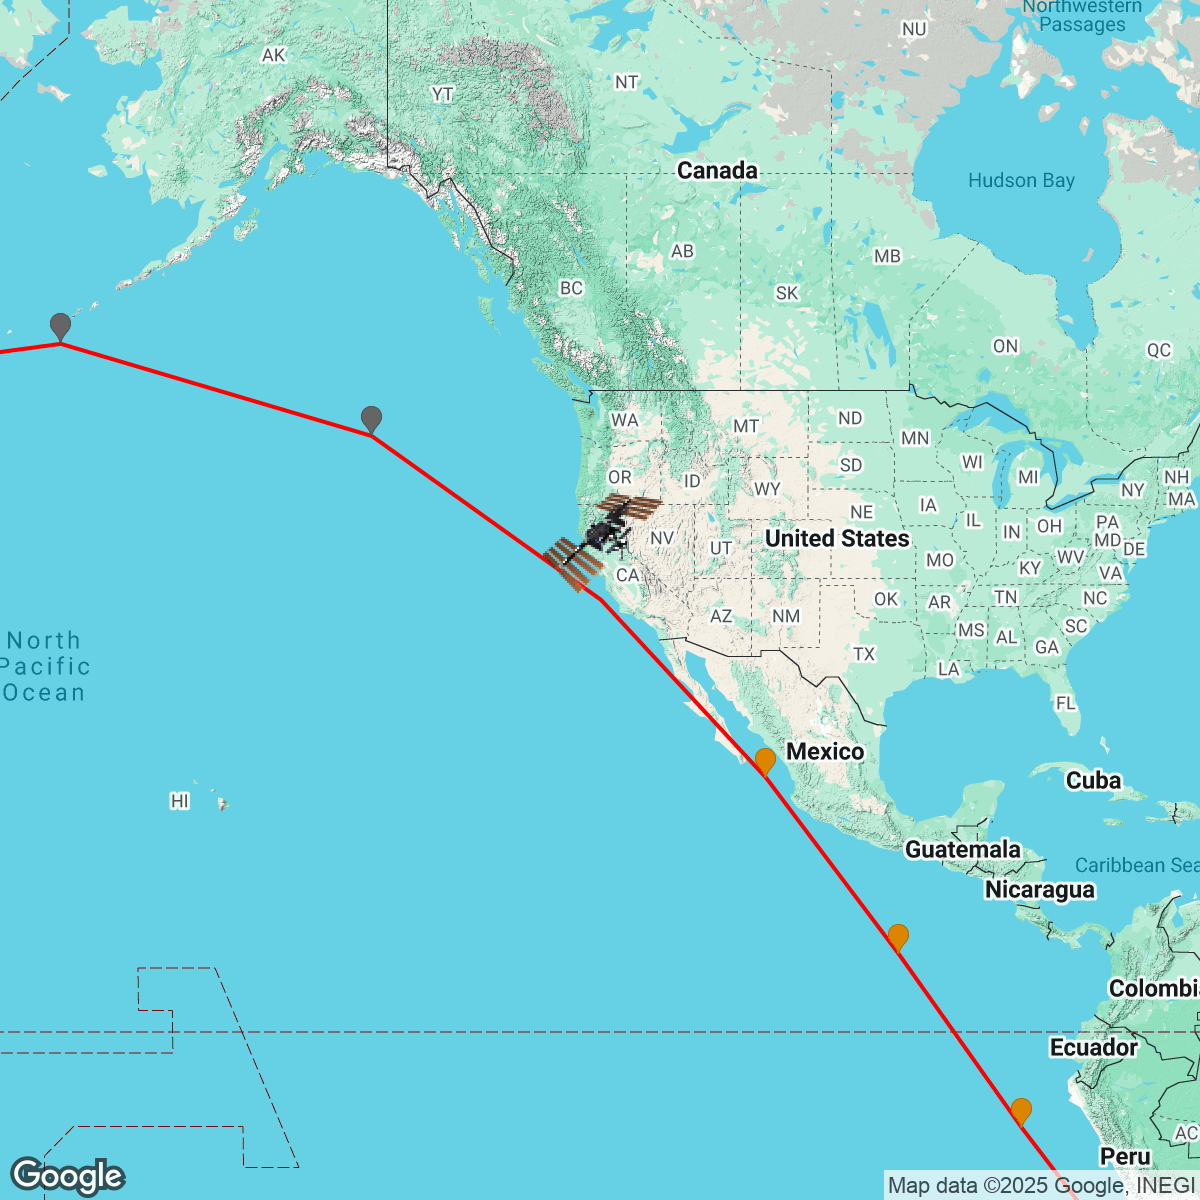 Northwestern
Passages
NU
AK
NT
YT
Canada
Hudson Bay
AB
MB
BC
SK
ON
QC
WA
MT
ND
MN
WI
MI
NH
NY
MA
OR
ID
WY
SD
NE
IA
IL
IN
OH
PA
MD
DE
NV
UT
United States
MO
KY
WV
VA
CA
AZ
NM
OK
AR
TN
NC
MS
AL
SC
GA
TX
LA
FL
North
Pacific
Ocean
Mexico
Cuba
HI
Guatemala
Caribbean Sea
Nicaragua
Colombi
Ecuador
AC
Peru
Google
Map data ©2025 Google, INEGI